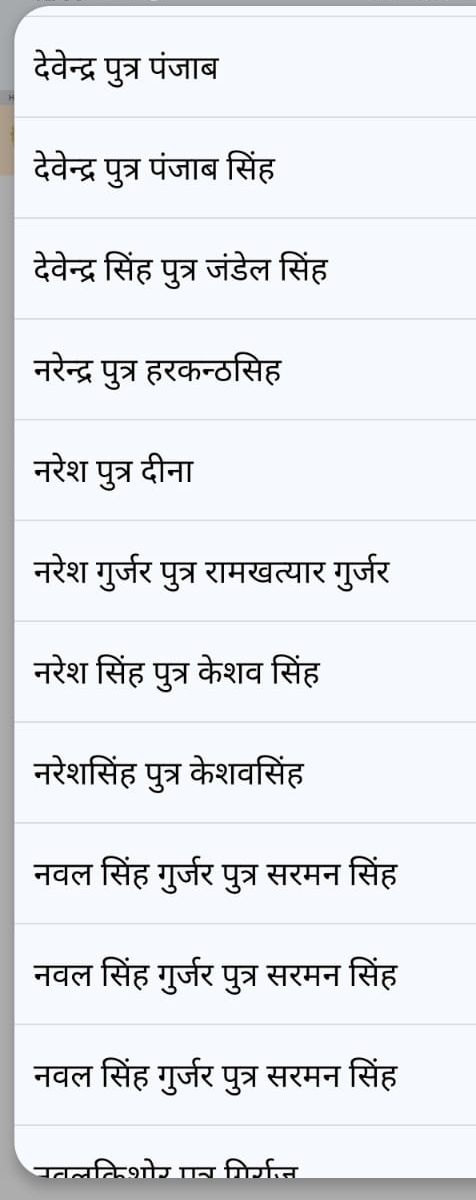 देवेन्द्र पुत्र पंजाब
देवेन्द्र पुत्र पंजाब सिंह
देवेन्द्र सिंह पुत्र जंडेल सिंह
नरेन्द्र पुत्र हरकन्ठसिह
नरेश पुत्र दीना
नरेश गुर्जर पुत्र रामखत्यार गुर्जर
नरेश सिंह पुत्र केशव सिंह
नरेशसिंह पुत्र केशवसिंह
नवल सिंह गुर्जर पुत्र सरमन सिंह
नवल सिंह गुर्जर पुत्र सरमन सिंह
नवल सिंह गुर्जर पुत्र सरमन सिंह
नवलकिशोर पुत्र